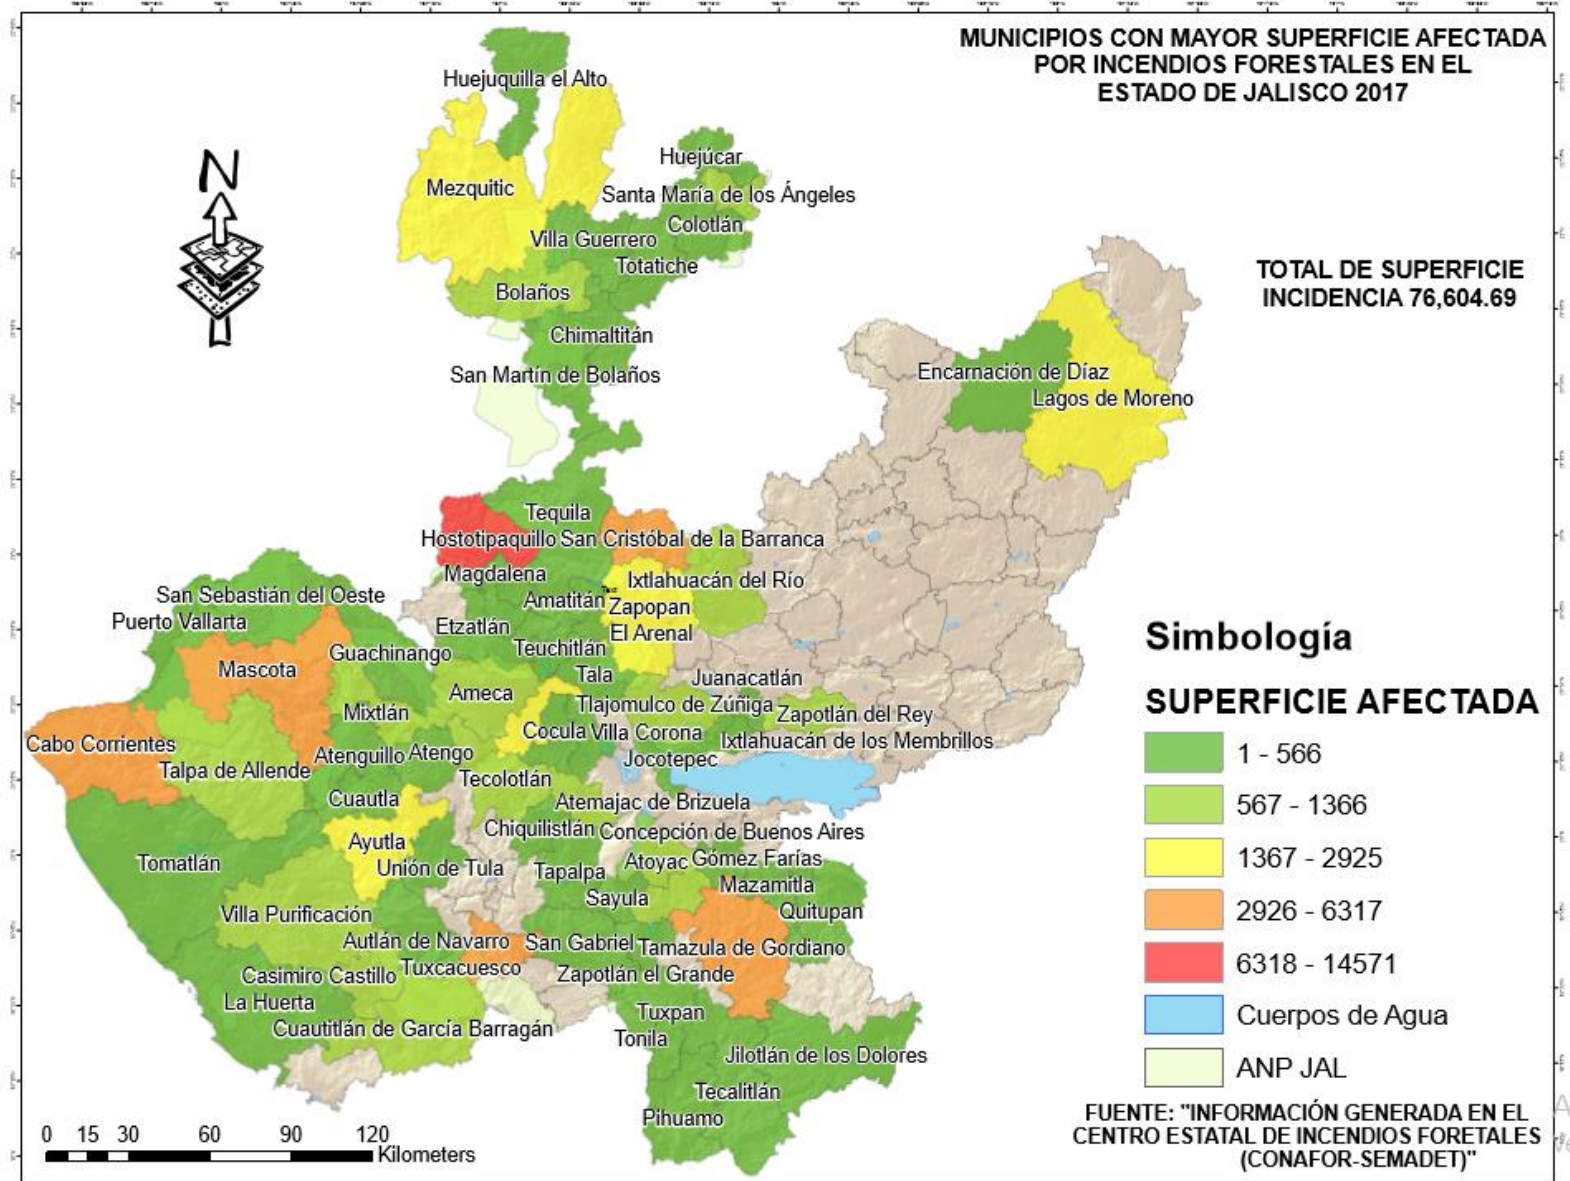 MUNICIPIOS CON MAYOR SUPERFICIE AFECTADA
POR INCENDIOS FORESTALES EN EL
ESTADO DE JALISCO 2017
TOTAL DE SUPERFICIE
INCIDENCIA 76,604.69
N
Huejuquilla el Alto
Huejúcar
Mezquitic
Santa María de los Ángeles
Colotlán
Villa Guerrero
Totatiche
Bolaños
Chimaltitán
San Martín de Bolaños
Encarnación de Díaz
Lagos de Moreno
Tequila
Hostotipaquillo
San Cristóbal de la Barranca
Magdalena
Ixtlahuacán del Río
San Sebastián del Oeste
Amatitán
Zapopan
Puerto Vallarta
Etzatlán
El Arenal
Guachinango
Teuchitlán
Mascota
Tala
Juanacatlán
Ameca
Tlajomulco de Zúñiga
Mixtlán
Zapotlán del Rey
Cocula
Villa Corona
Cabo Corrientes
Ixtlahuacán de los Membrillos
Atenguillo
Atengo
Jocotepec
Talpa de Allende
Tecolotlán
Cuautla
Atemajac de Brizuela
Chiquilistlán
Concepción de Buenos Aires
Ayutla
Tomatlán
Unión de Tula
Tapalpa
Atoyac
Gómez Farías
Mazamitla
Sayula
Quitupan
Villa Purificación
Autlán de Navarro
San Gabriel
Tamazula de Gordiano
Casimiro Castillo
Tuxcacuesco
Zapotlán el Grande
La Huerta
Tuxpan
Cuautitlán de García Barragán
Tonila
Jilotlán de los Dolores
Tecalitlán
Pihuamo
Simbología
SUPERFICIE AFECTADA
1 - 566
567 - 1366
1367 - 2925
2926 - 6317
6318 - 14571
Cuerpos de Agua
ANP JAL
FUENTE: "INFORMACIÓN GENERADA EN EL
CENTRO ESTATAL DE INCENDIOS FORETALES
(CONAFOR-SEMADET)"
0 15 30 60 90 120
Kilometers